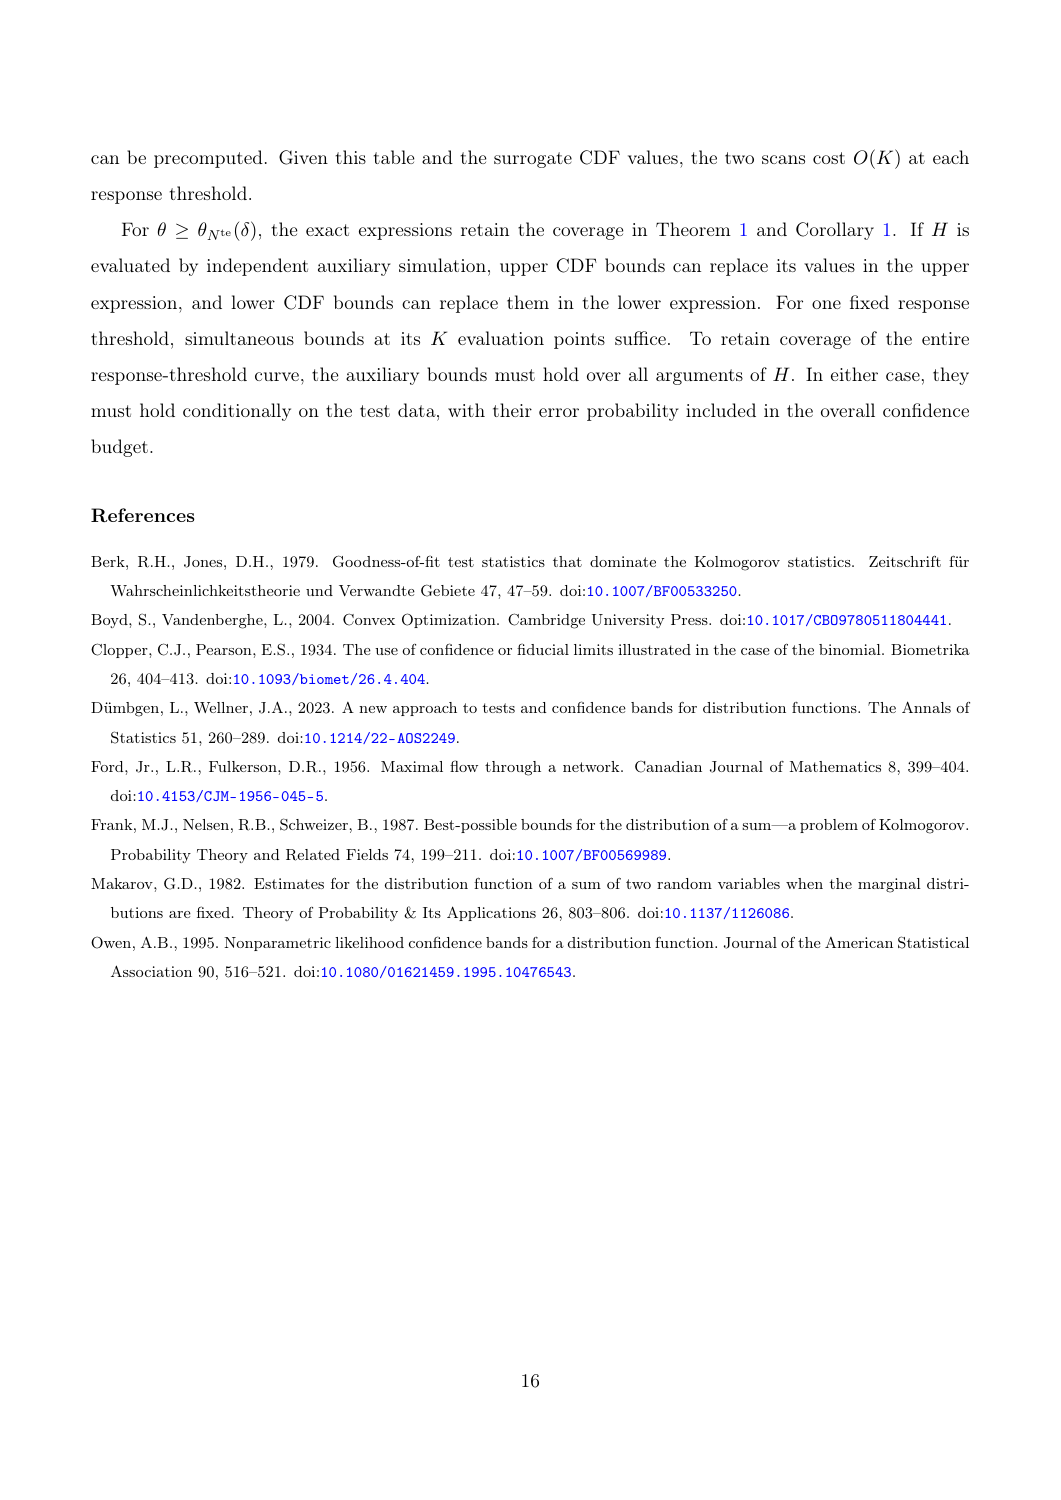 can be precomputed. Given this table and the surrogate CDF values, the two scans cost O(K) at each
response threshold.
For θ ≥ θ_{N^{te}}(δ), the exact expressions retain the coverage in Theorem 1 and Corollary 1. If H is
evaluated by independent auxiliary simulation, upper CDF bounds can replace its values in the upper
expression, and lower CDF bounds can replace them in the lower expression. For one fixed response
threshold, simultaneous bounds at its K evaluation points suffice. To retain coverage of the entire
response-threshold curve, the auxiliary bounds must hold over all arguments of H. In either case, they
must hold conditionally on the test data, with their error probability included in the overall confidence
budget.
References
Berk, R.H., Jones, D.H., 1979. Goodness-of-fit test statistics that dominate the Kolmogorov statistics. Zeitschrift für
Wahrscheinlichkeitstheorie und Verwandte Gebiete 47, 47–59. doi:10.1007/BF00533250.
Boyd, S., Vandenberghe, L., 2004. Convex Optimization. Cambridge University Press. doi:10.1017/CBO9780511804441.
Clopper, C.J., Pearson, E.S., 1934. The use of confidence or fiducial limits illustrated in the case of the binomial. Biometrika
26, 404–413. doi:10.1093/biomet/26.4.404.
Dümbgen, L., Wellner, J.A., 2023. A new approach to tests and confidence bands for distribution functions. The Annals of
Statistics 51, 260–289. doi:10.1214/22-AOS2249.
Ford, Jr., L.R., Fulkerson, D.R., 1956. Maximal flow through a network. Canadian Journal of Mathematics 8, 399–404.
doi:10.4153/CJM-1956-045-5.
Frank, M.J., Nelsen, R.B., Schweizer, B., 1987. Best-possible bounds for the distribution of a sum—a problem of Kolmogorov.
Probability Theory and Related Fields 74, 199–211. doi:10.1007/BF00569989.
Makarov, G.D., 1982. Estimates for the distribution function of a sum of two random variables when the marginal distri-
butions are fixed. Theory of Probability & Its Applications 26, 803–806. doi:10.1137/1126086.
Owen, A.B., 1995. Nonparametric likelihood confidence bands for a distribution function. Journal of the American Statistical
Association 90, 516–521. doi:10.1080/01621459.1995.10476543.
16